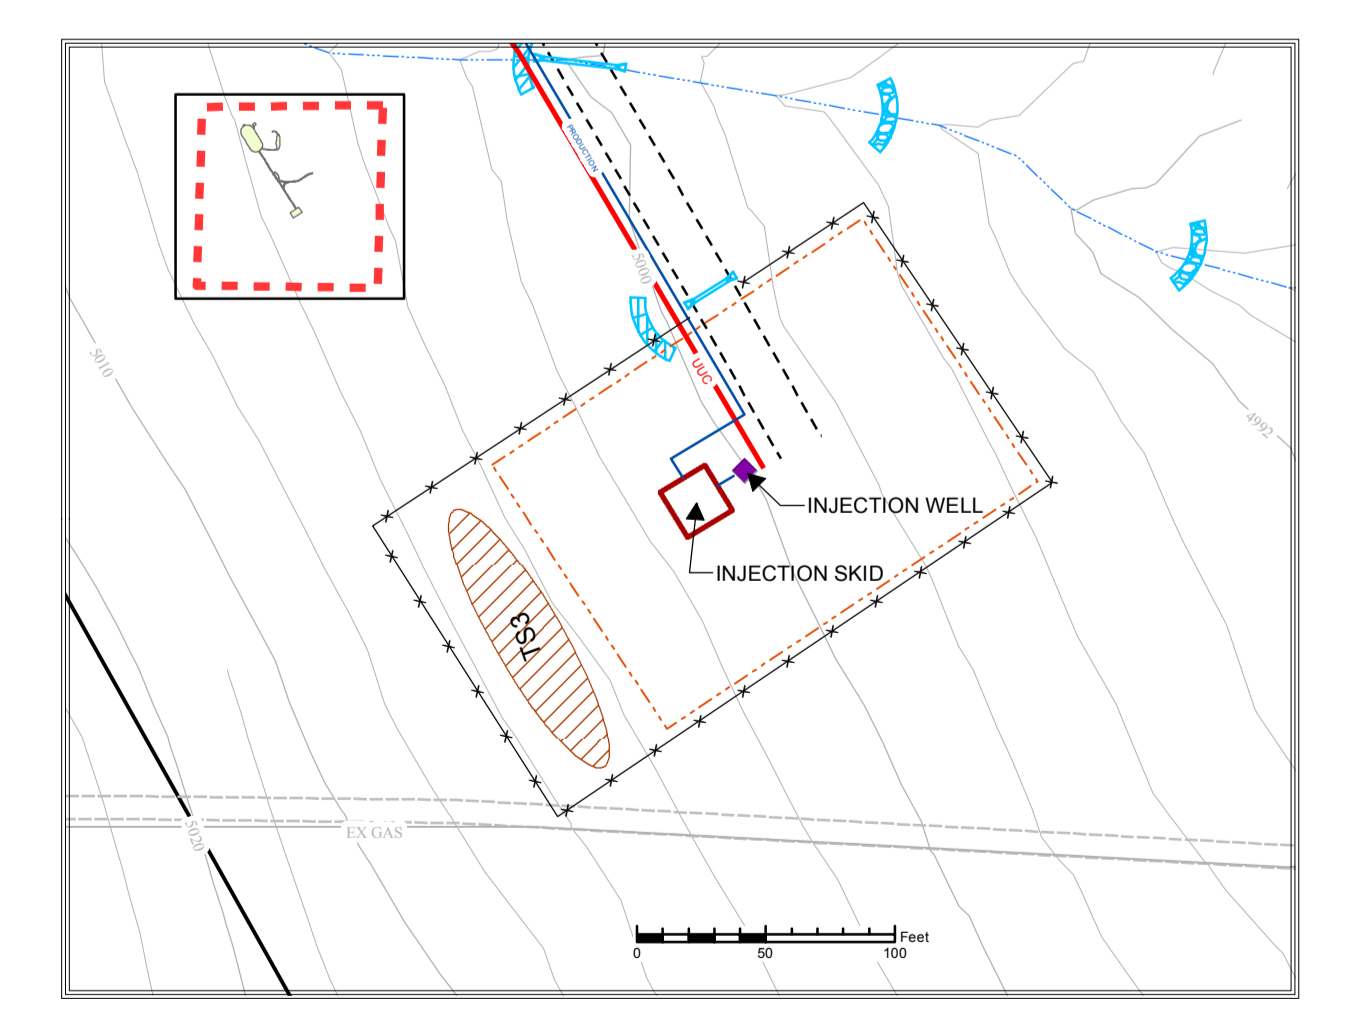 PRODUCTION
5000
5010
UUC
4992
INJECTION WELL
INJECTION SKID
TS3
5020
EX GAS
Feet
0 50 100